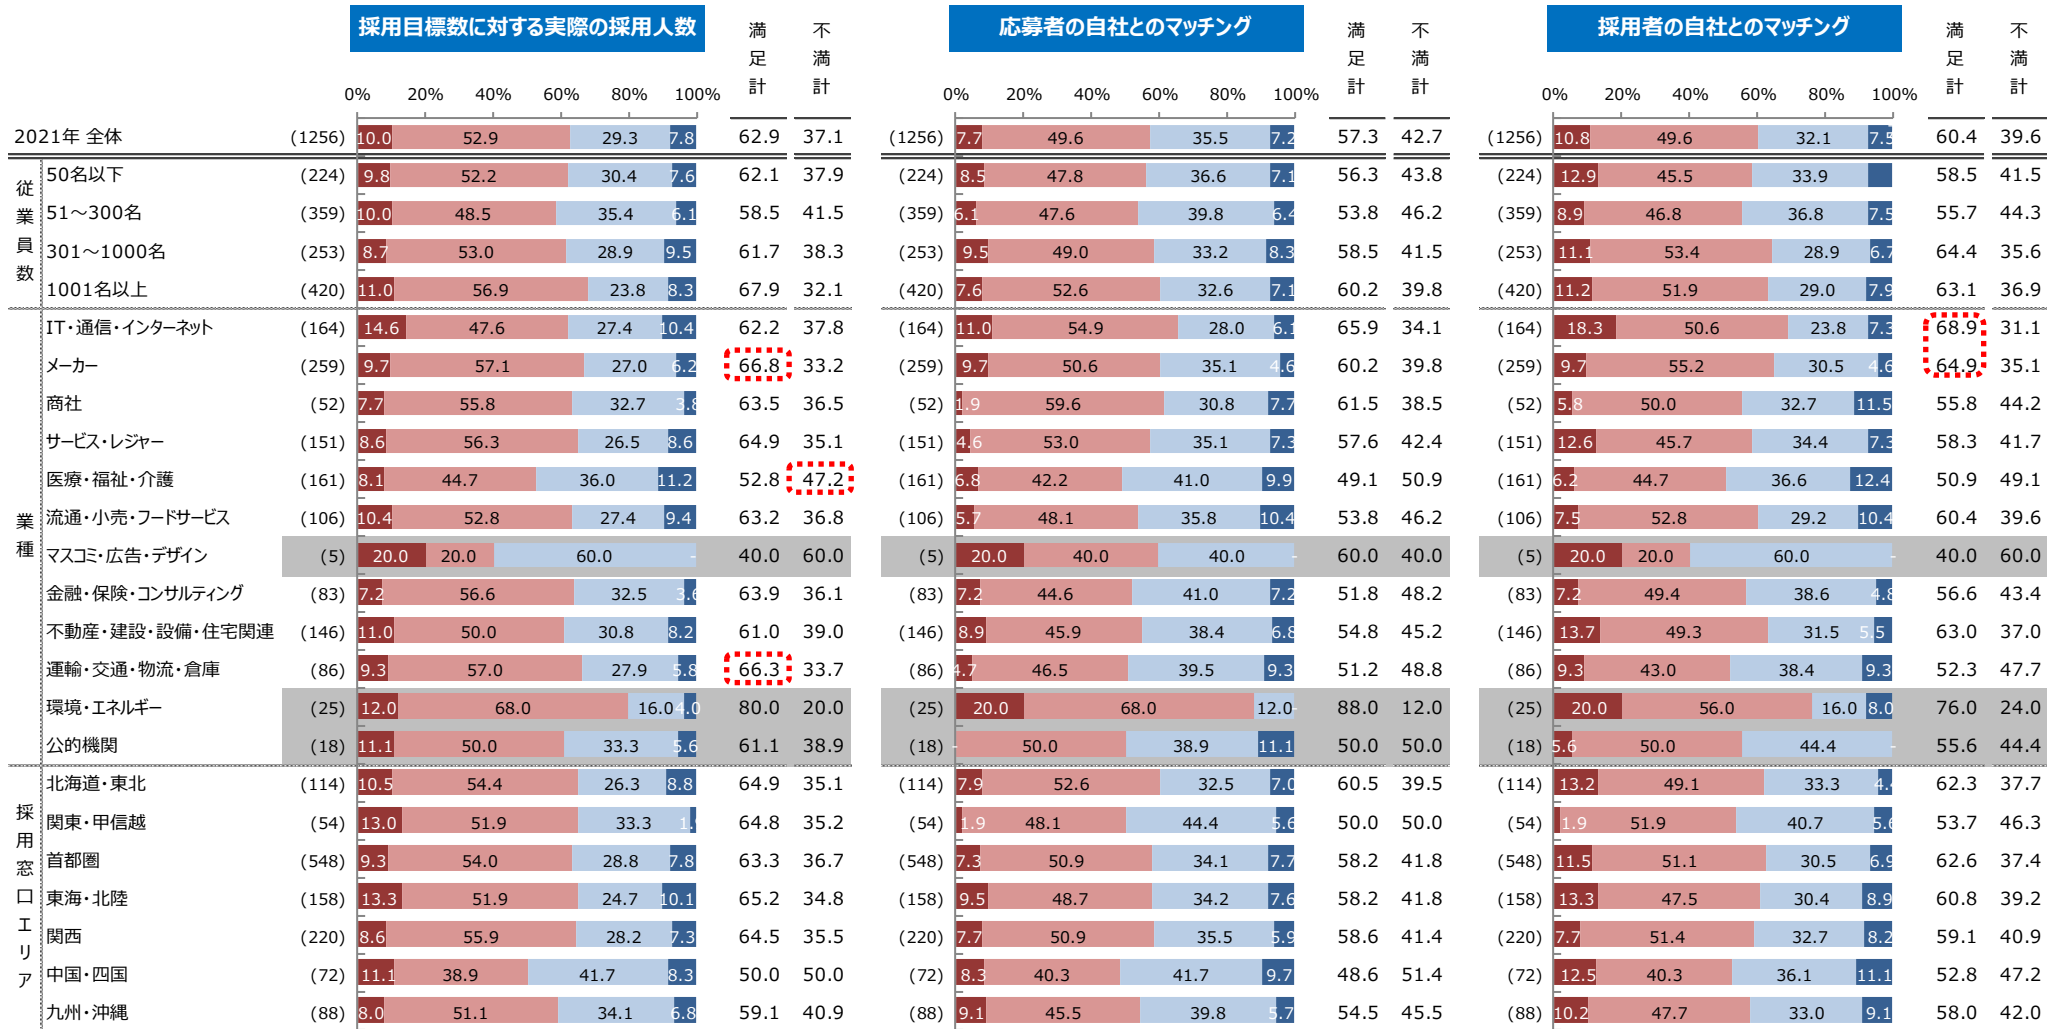 採用目標数に対する実際の採用人数 満足計 不満計 応募者の自社とのマッチング 満足計 不満計 採用者の自社とのマッチング 満足計 不満計
0% 20% 40% 60% 80% 100% 0% 20% 40% 60% 80% 100% 0% 20% 40% 60% 80% 100%
2021年 全体 (1256) 10.0 52.9 29.3 7.8 62.9 37.1 (1256) 7.7 49.6 35.5 7.2 57.3 42.7 (1256) 10.8 49.6 32.1 7.5 60.4 39.6
従業員数
50名以下 (224) 9.8 52.2 30.4 7.6 62.1 37.9 (224) 8.5 47.8 36.6 7.1 56.3 43.8 (224) 12.9 45.5 33.9 58.5 41.5
51～300名 (359) 10.0 48.5 35.4 6.1 58.5 41.5 (359) 6.1 47.6 39.8 6.4 53.8 46.2 (359) 8.9 46.8 36.8 7.5 55.7 44.3
301～1000名 (253) 8.7 53.0 28.9 9.5 61.7 38.3 (253) 9.5 49.0 33.2 8.3 58.5 41.5 (253) 11.1 53.4 28.9 6.7 64.4 35.6
1001名以上 (420) 11.0 56.9 23.8 8.3 67.9 32.1 (420) 7.6 52.6 32.6 7.1 60.2 39.8 (420) 11.2 51.9 29.0 7.9 63.1 36.9
業種
IT・通信・インターネット (164) 14.6 47.6 27.4 10.4 62.2 37.8 (164) 11.0 54.9 28.0 6.1 65.9 34.1 (164) 18.3 50.6 23.8 7.3 68.9 31.1
メーカー (259) 9.7 57.1 27.0 6.2 66.8 33.2 (259) 9.7 50.6 35.1 4.6 60.2 39.8 (259) 9.7 55.2 30.5 4.6 64.9 35.1
商社 (52) 7.7 55.8 32.7 3.8 63.5 36.5 (52) 1.9 59.6 30.8 7.7 61.5 38.5 (52) 5.8 50.0 32.7 11.5 55.8 44.2
サービス・レジャー (151) 8.6 56.3 26.5 8.6 64.9 35.1 (151) 4.6 53.0 35.1 7.3 57.6 42.4 (151) 12.6 45.7 34.4 7.3 58.3 41.7
医療・福祉・介護 (161) 8.1 44.7 36.0 11.2 52.8 47.2 (161) 6.8 42.2 41.0 9.9 49.1 50.9 (161) 6.2 44.7 36.6 12.4 50.9 49.1
流通・小売・フードサービス (106) 10.4 52.8 27.4 9.4 63.2 36.8 (106) 5.7 48.1 35.8 10.4 53.8 46.2 (106) 7.5 52.8 29.2 10.4 60.4 39.6
マスコミ・広告・デザイン (5) 20.0 20.0 60.0 - 40.0 60.0 (5) 20.0 40.0 40.0 - 60.0 40.0 (5) 20.0 20.0 60.0 - 40.0 60.0
金融・保険・コンサルティング (83) 7.2 56.6 32.5 3.6 63.9 36.1 (83) 7.2 44.6 41.0 7.2 51.8 48.2 (83) 7.2 49.4 38.6 4.8 56.6 43.4
不動産・建設・設備・住宅関連 (146) 11.0 50.0 30.8 8.2 61.0 39.0 (146) 8.9 45.9 38.4 6.8 54.8 45.2 (146) 13.7 49.3 31.5 5.5 63.0 37.0
運輸・交通・物流・倉庫 (86) 9.3 57.0 27.9 5.8 66.3 33.7 (86) 4.7 46.5 39.5 9.3 51.2 48.8 (86) 9.3 43.0 38.4 9.3 52.3 47.7
環境・エネルギー (25) 12.0 68.0 16.0 4.0 80.0 20.0 (25) 20.0 68.0 12.0 - 88.0 12.0 (25) 20.0 56.0 16.0 8.0 76.0 24.0
公的機関 (18) 11.1 50.0 33.3 5.6 61.1 38.9 (18) - 50.0 38.9 11.1 50.0 50.0 (18) 5.6 50.0 44.4 - 55.6 44.4
採用窓口エリア
北海道・東北 (114) 10.5 54.4 26.3 8.8 64.9 35.1 (114) 7.9 52.6 32.5 7.0 60.5 39.5 (114) 13.2 49.1 33.3 4.4 62.3 37.7
関東・甲信越 (54) 13.0 51.9 33.3 1.9 64.8 35.2 (54) 1.9 48.1 44.4 5.6 50.0 50.0 (54) 1.9 51.9 40.7 5.6 53.7 46.3
首都圏 (548) 9.3 54.0 28.8 7.8 63.3 36.7 (548) 7.3 50.9 34.1 7.7 58.2 41.8 (548) 11.5 51.1 30.5 6.9 62.6 37.4
東海・北陸 (158) 13.3 51.9 24.7 10.1 65.2 34.8 (158) 9.5 48.7 34.2 7.6 58.2 41.8 (158) 13.3 47.5 30.4 8.9 60.8 39.2
関西 (220) 8.6 55.9 28.2 7.3 64.5 35.5 (220) 7.7 50.9 35.5 5.9 58.6 41.4 (220) 7.7 51.4 32.7 8.2 59.1 40.9
中国・四国 (72) 11.1 38.9 41.7 8.3 50.0 50.0 (72) 8.3 40.3 41.7 9.7 48.6 51.4 (72) 12.5 40.3 36.1 11.1 52.8 47.2
九州・沖縄 (88) 8.0 51.1 34.1 6.8 59.1 40.9 (88) 9.1 45.5 39.8 5.7 54.5 45.5 (88) 10.2 47.7 33.0 9.1 58.0 42.0